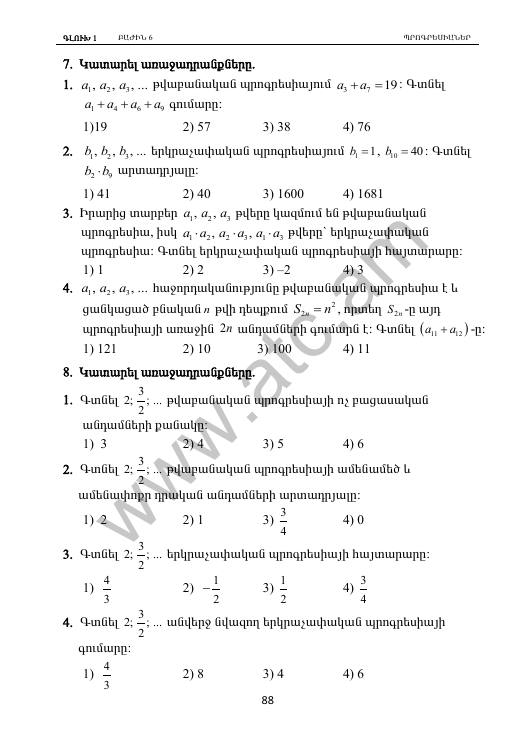 ԳԼՈՒԽ 1 ԲԱԺԻՆ 6 ՊՐՈԳՐԵՍԻԱՆԵՐ
7. Կատարել առաջադրանքները.
1. a₁, a₂, a₃, ... թվաբանական պրոգրեսիայում a₃ + a₇ = 19: Գտնել
a₁ + a₄ + a₆ + a₉ գումարը:
1)19 2) 57 3) 38 4) 76
2. b₁, b₂, b₃, ... երկրաչափական պրոգրեսիայում b₁ = 1, b₁₀ = 40: Գտնել
b₂ · b₉ արտադրյալը:
1) 41 2) 40 3) 1600 4) 1681
3. Իրարից տարբեր a₁, a₂, a₃ թվերը կազմում են թվաբանական
պրոգրեսիա, իսկ a₁ · a₂, a₂ · a₃, a₁ · a₃ թվերը՝ երկրաչափական
պրոգրեսիա: Գտնել երկրաչափական պրոգրեսիայի հայտարարը:
1) 1 2) 2 3) –2 4) 3
4. a₁, a₂, a₃, ... հաջորդականությունը թվաբանական պրոգրեսիա է և
ցանկացած բնական n թվի դեպքում S₂ₙ = n², որտեղ S₂ₙ-ը այդ
պրոգրեսիայի առաջին 2n անդամների գումարն է: Գտնել (a₁₁ + a₁₂)-ը:
1) 121 2) 10 3) 100 4) 11
8. Կատարել առաջադրանքները.
1. Գտնել 2; 3/2; ... թվաբանական պրոգրեսիայի ոչ բացասական
անդամների քանակը:
1) 3 2) 4 3) 5 4) 6
2. Գտնել 2; 3/2; ... թվաբանական պրոգրեսիայի ամենամեծ և
ամենափոքր դրական անդամների արտադրյալը:
1) 2 2) 1 3) 3/4 4) 0
3. Գտնել 2; 3/2; ... երկրաչափական պրոգրեսիայի հայտարարը:
1) 4/3 2) –1/2 3) 1/2 4) 3/4
4. Գտնել 2; 3/2; ... անվերջ նվազող երկրաչափական պրոգրեսիայի
գումարը:
1) 4/3 2) 8 3) 4 4) 6
88
www.atc.am